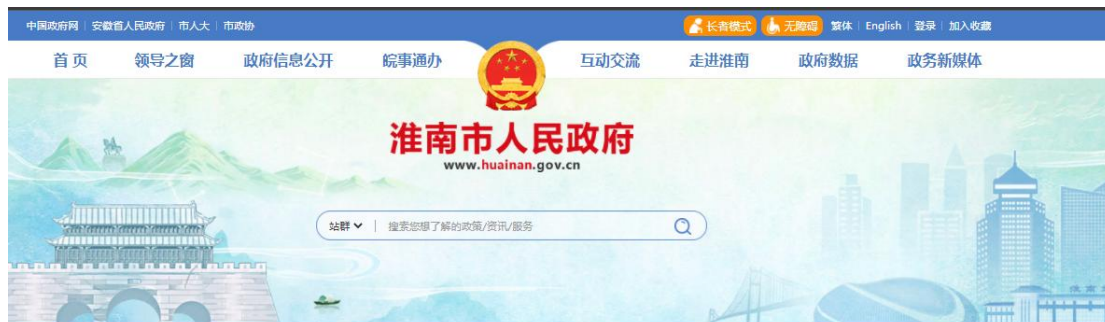 中国政府网 | 安徽省人民政府 | 市人大 | 市政协 长者模式 无障碍 繁体 | English | 登录 | 加入收藏
首页 领导之窗 政府信息公开 皖事通办 互动交流 走进淮南 政府数据 政务新媒体
淮南市人民政府
www.huainan.gov.cn
站群 | 搜索您想了解的政策/资讯/服务